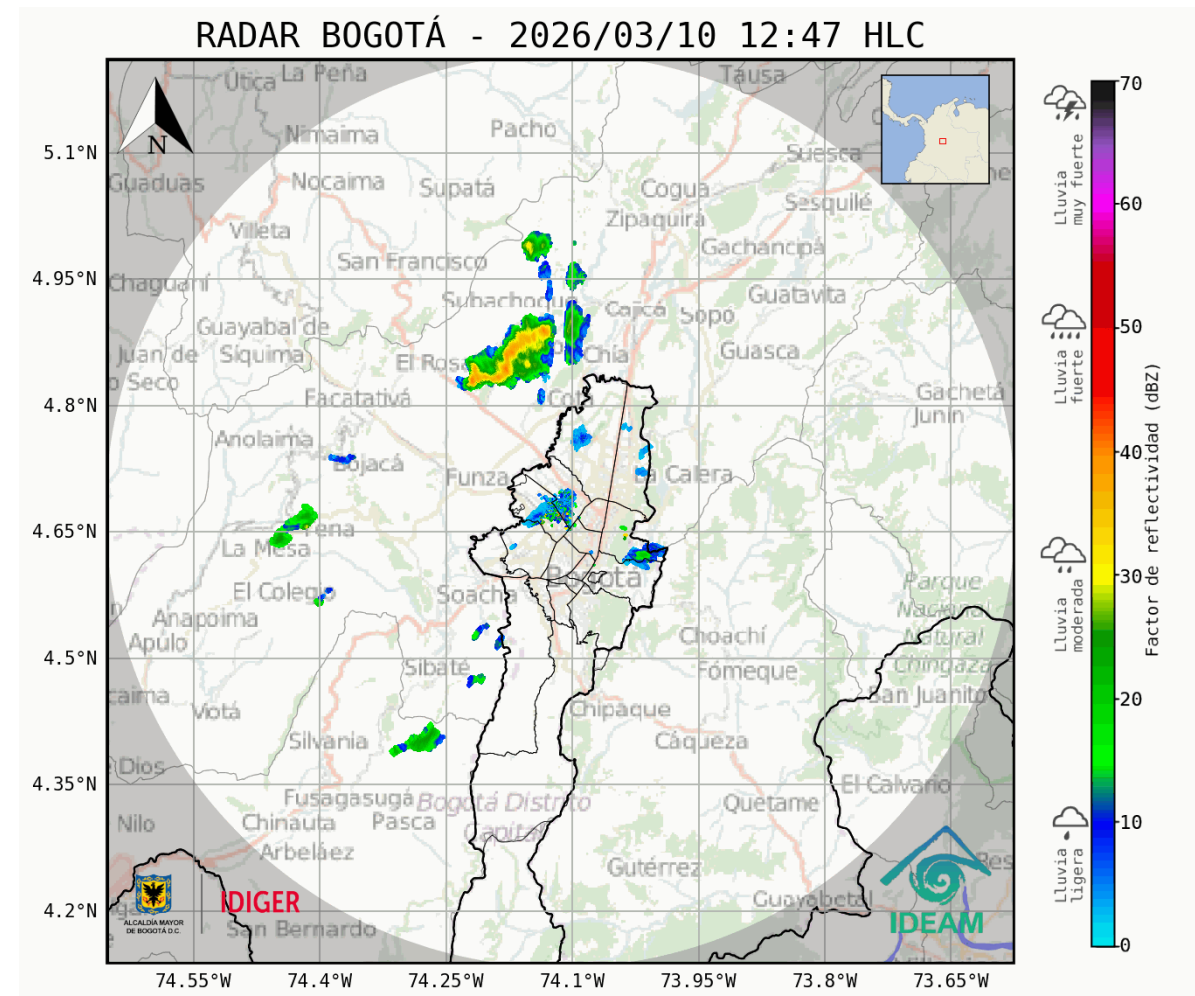 RADAR BOGOTÁ - 2026/03/10 12:47 HLC
La Peña
Útica
Tausa
Nimaima
Pacho
N
5.1°N
Suesca
Guaduas
Nocaima
Supatá
Cogua
Sesquilé
Zipaquirá
Villeta
San Francisco
Gachancipá
4.95°N
Chaguaní
Subachoque
Cajicá
Sopó
Guatavita
Guayabal de
Síquima
Juan de
o Seco
El Rosa
Chía
Guasca
Facatativá
Cota
4.8°N
Gachetá
Junín
Anolaima
Bojacá
Funza
La Calera
4.65°N
Tena
La Mesa
El Colegio
Soacha
Bogotá
Parque
Nacional
Natural
Chingaza
Anapoima
Apulo
Choachí
4.5°N
Sibaté
Fómeque
San Juanito
caima
Viotá
Chipaque
Silvania
Cáqueza
4.35°N
Dios
El Calvario
Fusagasugá
Bogotá Distrito
Capital
Quetame
Nilo
Chinauta
Pasca
Arbeláez
Gutérrez
Res
Guayabetal
4.2°N
ALCALDÍA MAYOR
DE BOGOTÁ D.C.
IDIGER
San Bernardo
IDEAM
74.55°W
74.4°W
74.25°W
74.1°W
73.95°W
73.8°W
73.65°W
Lluvia
muy fuerte
Lluvia
fuerte
Lluvia
moderada
Lluvia
ligera
70
60
50
40
30
20
10
0
Factor de reflectividad (dBZ)